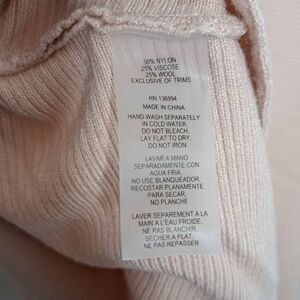 50% NYLON
25% VISCOSE
25% WOOL
EXCLUSIVE OF TRIMS
RN 136994
MADE IN CHINA
HAND WASH SEPARATELY
IN COLD WATER,
DO NOT BLEACH,
LAY FLAT TO DRY.
DO NOT IRON
LAVAR A MANO
SEPARADAMENTE CON
AGUA FRIA,
NO USE BLANQUEADOR.
RECOSTAR PLANAMENTE
PARA SECAR.
NO PLANCHE
LAVER SEPAREMENT A LA
MAIN A L'EAU FROIDE.
NE PAS BLANCHIR.
SECHER A PLAT.
NE PAS REPASSER